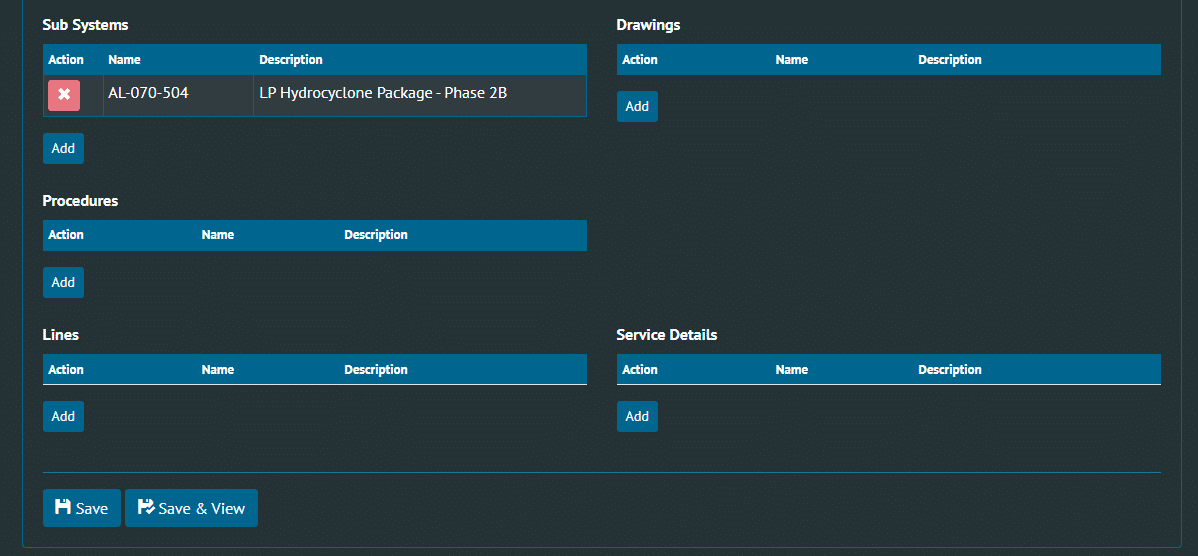 Sub Systems
Action Name Description
AL-070-504 LP Hydrocyclone Package - Phase 2B
Add
Drawings
Action Name Description
Add
Procedures
Action Name Description
Add
Lines
Action Name Description
Add
Service Details
Action Name Description
Add
Save Save & View